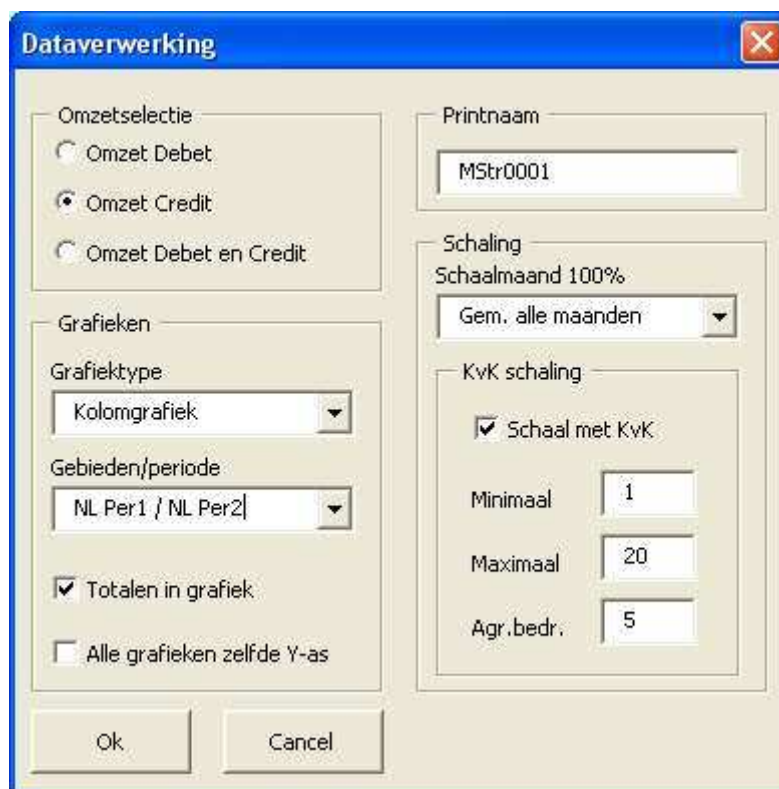 Dataverwerking
Omzetselectie
Omzet Debet
Omzet Credit
Omzet Debet en Credit
Grafieken
Grafiektype
Kolomgrafiek
Gebieden/periode
NL Per1 / NL Per2
Totalen in grafiek
Alle grafieken zelfde Y-as
Ok
Cancel
Printnaam
MStr0001
Schaling
Schaalmaand 100%
Gem. alle maanden
KvK schaling
Schaal met KvK
Minimaal 1
Maximaal 20
Agr.bedr. 5